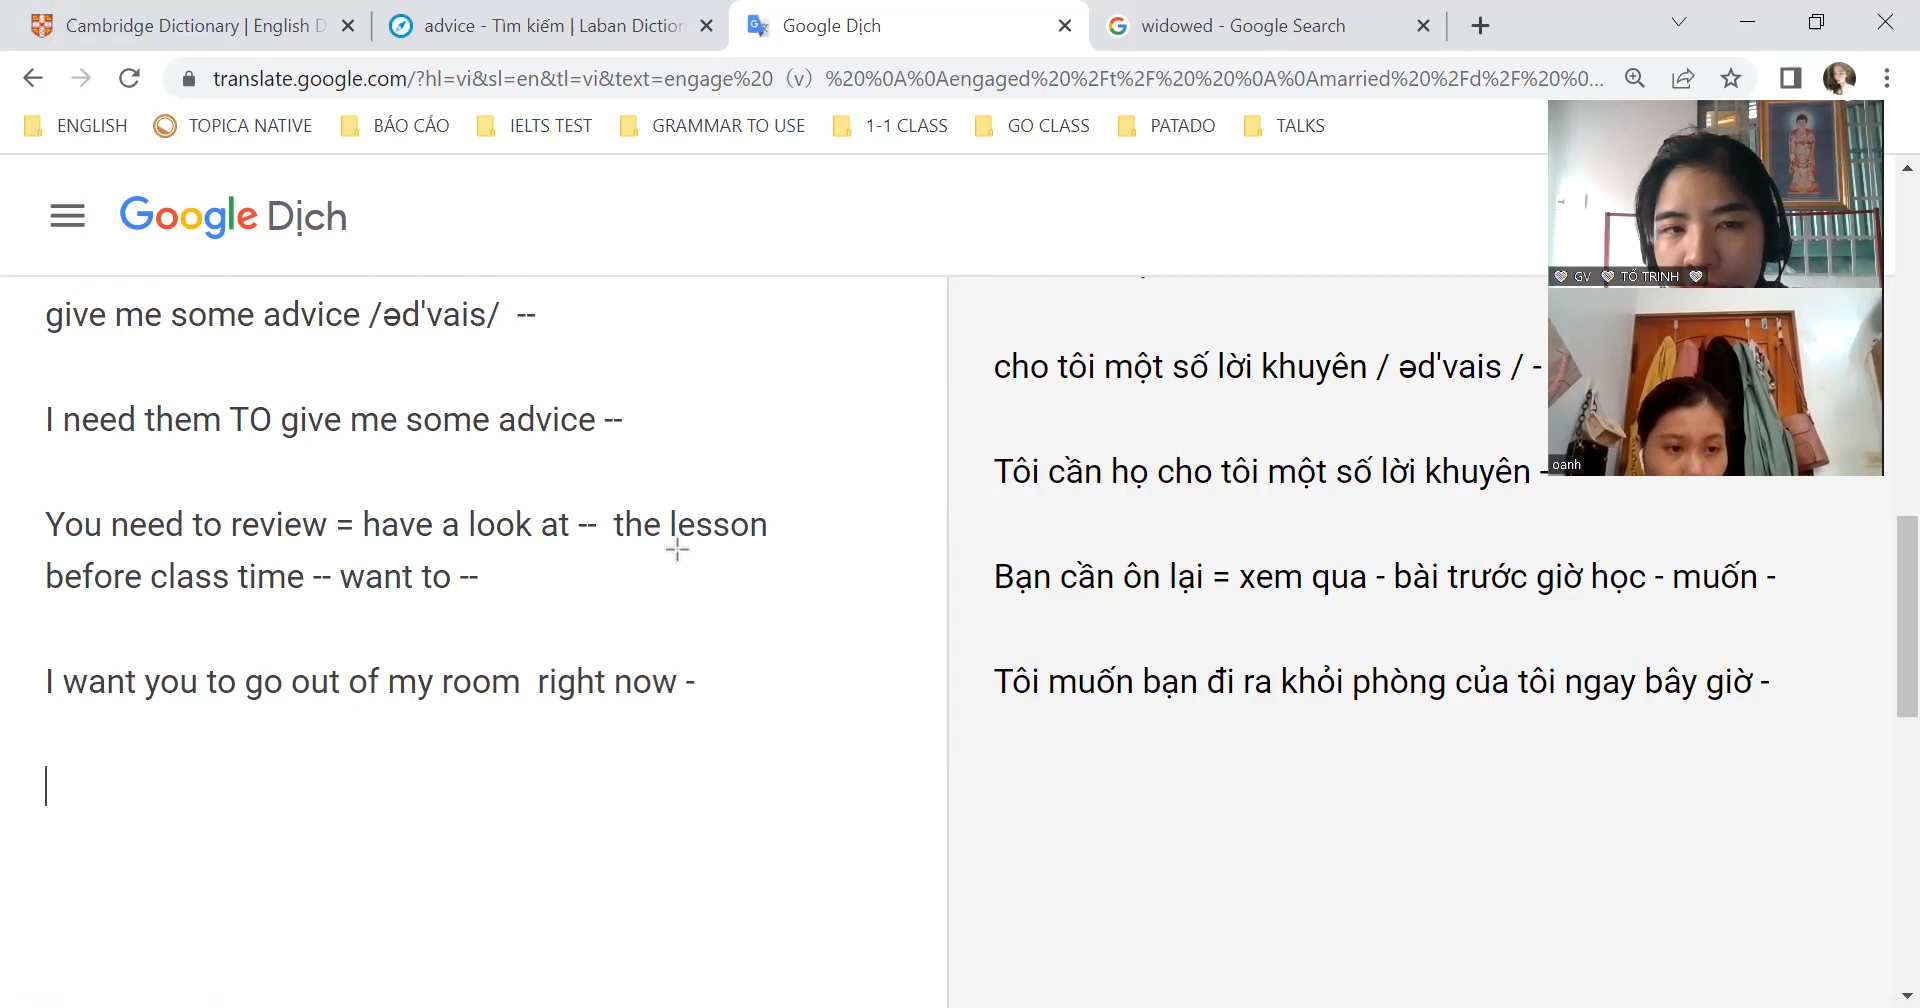 Cambridge Dictionary | English D
advice - Tìm kiếm | Laban Diction
Google Dịch
widowed - Google Search
translate.google.com/?hl=vi&sl=en&tl=vi&text=engage%20 (v) %20%0A%0Aengaged%20%2Ft%2F%20%20%0A%0Amarried%20%2Fd%2F%20%0...
ENGLISH
TOPICA NATIVE
BÁO CÁO
IELTS TEST
GRAMMAR TO USE
1-1 CLASS
GO CLASS
PATADO
TALKS
Google Dịch
GV TỐ TRINH
oanh
give me some advice /əd'vais/ --
I need them TO give me some advice --
You need to review = have a look at -- the lesson
before class time -- want to --
I want you to go out of my room right now -
cho tôi một số lời khuyên / əd'vais / -
Tôi cần họ cho tôi một số lời khuyên -
Bạn cần ôn lại = xem qua - bài trước giờ học - muốn -
Tôi muốn bạn đi ra khỏi phòng của tôi ngay bây giờ -